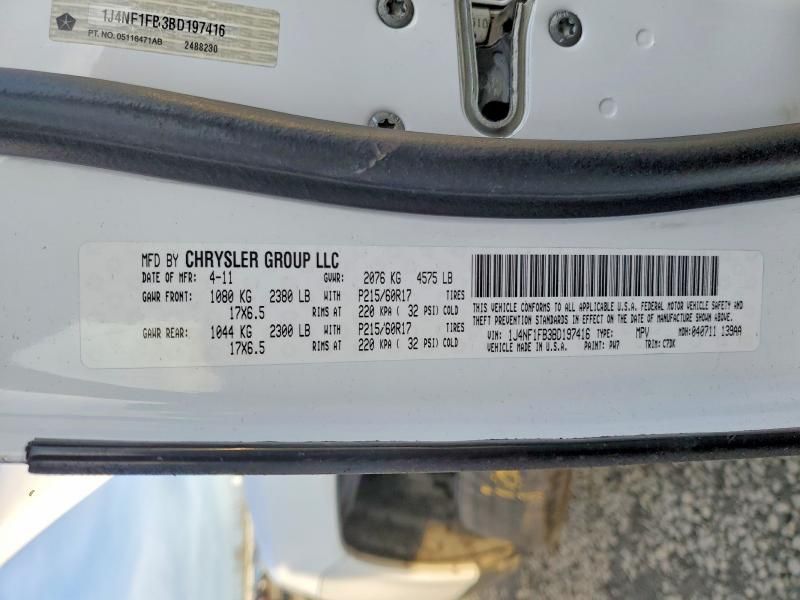 1J4NF1FB3BD197416
PT. NO. 05116471AB 2488230
MFD BY CHRYSLER GROUP LLC
DATE OF MFR: 4-11 GVWR: 2076 KG 4575 LB
GAWR FRONT: 1080 KG 2380 LB WITH P215/60R17 TIRES
17X6.5 RIMS AT 220 KPA ( 32 PSI) COLD
GAWR REAR: 1044 KG 2300 LB WITH P215/60R17 TIRES
17X6.5 RIMS AT 220 KPA ( 32 PSI) COLD
THIS VEHICLE CONFORMS TO ALL APPLICABLE U.S.A. FEDERAL MOTOR VEHICLE SAFETY AND
THEFT PREVENTION STANDARDS IN EFFECT ON THE DATE OF MANUFACTURE SHOWN ABOVE.
VIN: 1J4NF1FB3BD197416 TYPE: MPV MDH: 040711 139AA
VEHICLE MADE IN U.S.A. PAINT: PW7 TRIM: C7DK